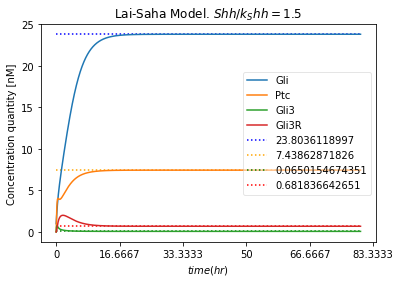 Lai-Saha Model. Shh/k_Shh = 1.5
Concentration quantity [nM]
25
20
15
10
5
0
Gli
Ptc
Gli3
Gli3R
23.8036118997
7.43862871826
0.0650154674351
0.681836642651
0 16.6667 33.3333 50 66.6667 83.3333
time(hr)